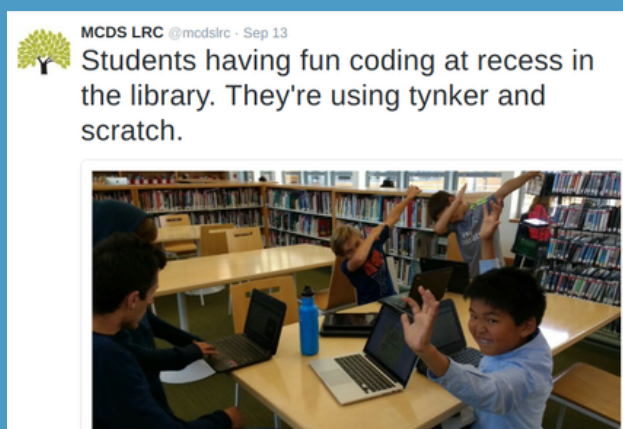 MCDS LRC @mcdslrc · Sep 13
Students having fun coding at recess in
the library. They're using tynker and
scratch.